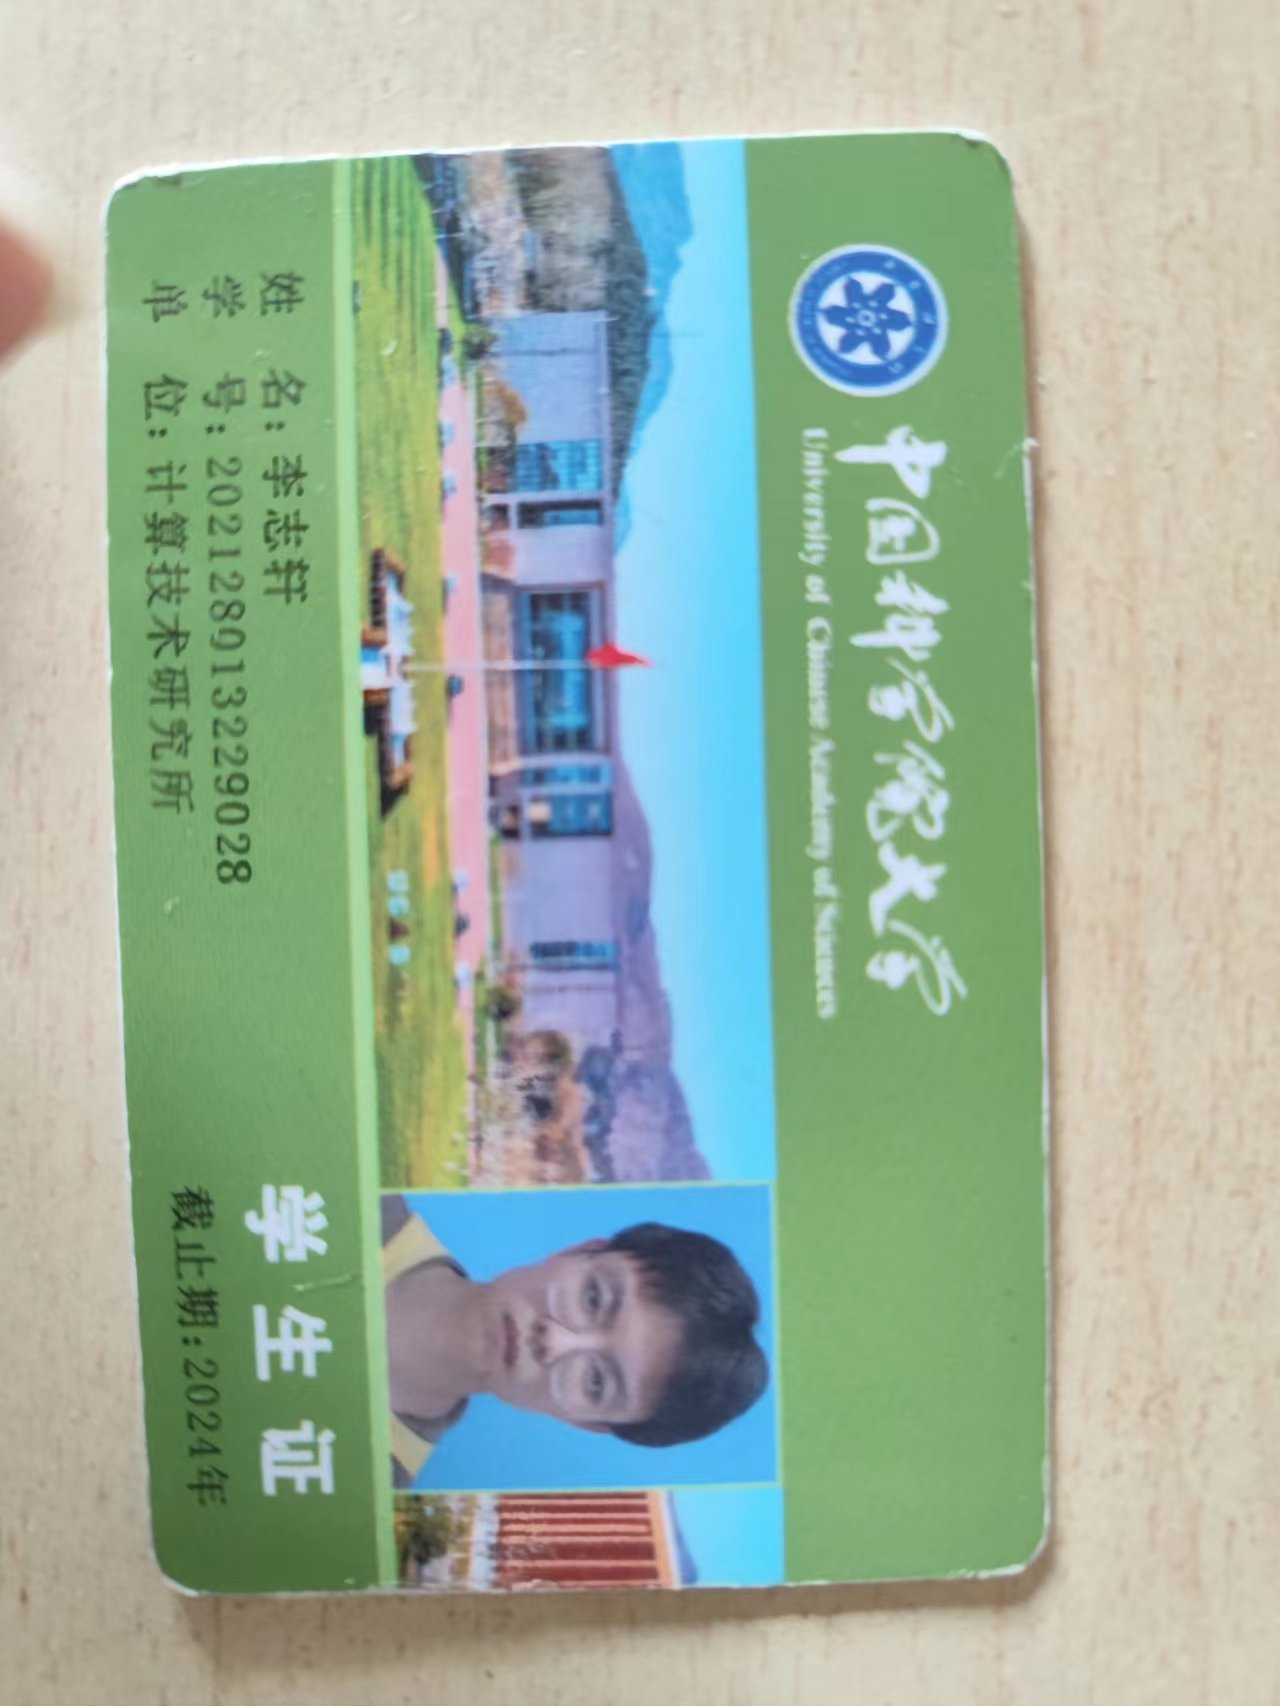 中国科学院大学
University of Chinese Academy of Sciences
姓 名:李志轩
学 号:202128013229028
单 位:计算技术研究所
学生证
截止期:2024年